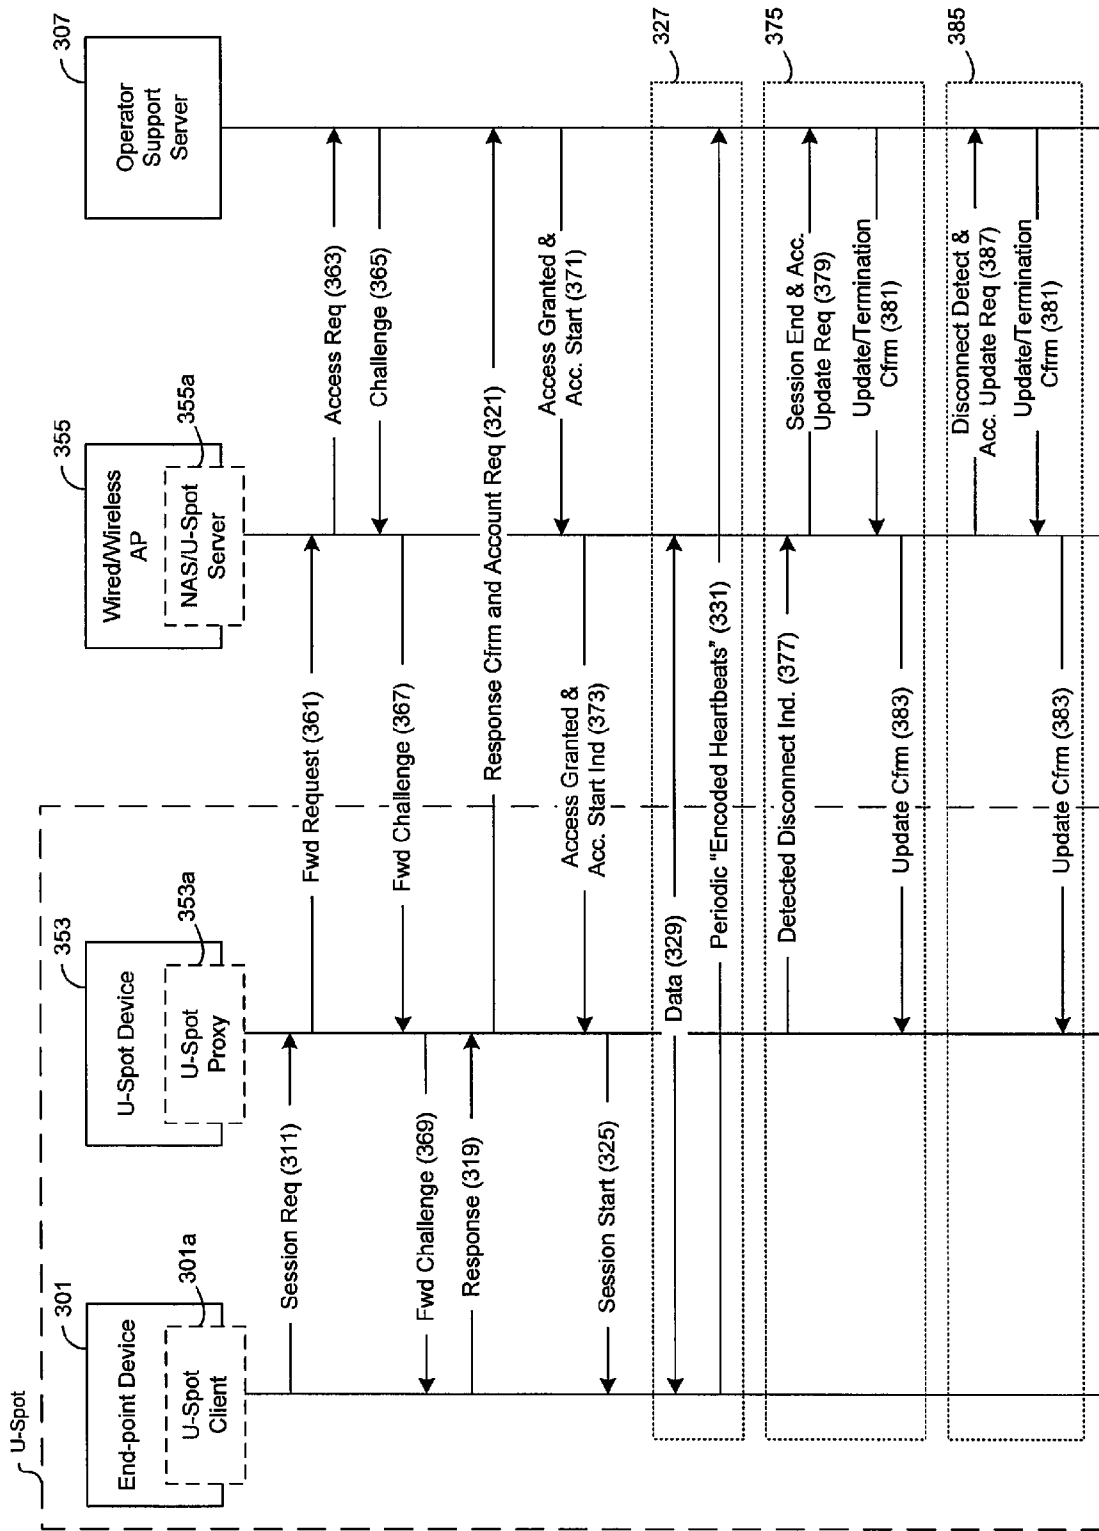 U-Spot
301
End-point Device
301a
U-Spot
Client
353
U-Spot Device
353a
U-Spot
Proxy
355
Wired/Wireless
AP
355a
NAS/U-Spot
Server
307
Operator
Support
Server
Session Req (311)
Fwd Request (361)
Access Req (363)
Challenge (365)
Fwd Challenge (367)
Fwd Challenge (369)
Response (319)
Response Cfrm and Account Req (321)
Access Granted &
Acc. Start (371)
Access Granted &
Acc. Start Ind (373)
Session Start (325)
327
Data (329)
Periodic “Encoded Heartbeats” (331)
375
Detected Disconnect Ind. (377)
Session End & Acc.
Update Req (379)
Update/Termination
Cfrm (381)
Update Cfrm (383)
385
Disconnect Detect &
Acc. Update Req (387)
Update/Termination
Cfrm (381)
Update Cfrm (383)